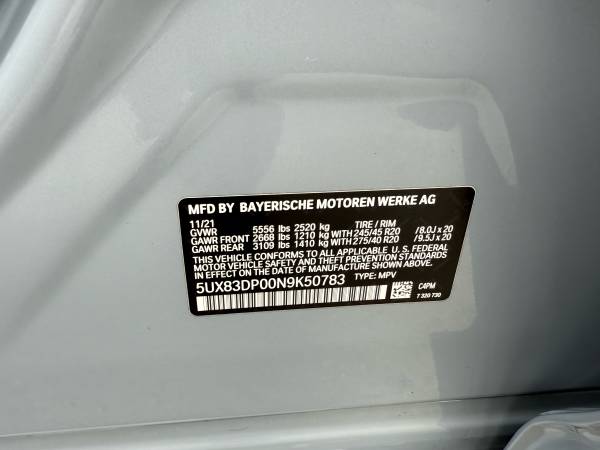 MFD BY BAYERISCHE MOTOREN WERKE AG
11/21
GVWR 5556 lbs 2520 kg TIRE / RIM
GAWR FRONT 2668 lbs 1210 kg WITH 245/45 R20 /8.0J x 20
GAWR REAR 3109 lbs 1410 kg WITH 275/40 R20 /9.5J x 20
THIS VEHICLE CONFORMS TO ALL APPLICABLE U. S. FEDERAL
MOTOR VEHICLE SAFETY AND THEFT PREVENTION STANDARDS
IN EFFECT ON THE DATE OF MANUFACTURE SHOWN ABOVE.
5UX83DP00N9K50783 TYPE: MPV
C4PM
7 320 730